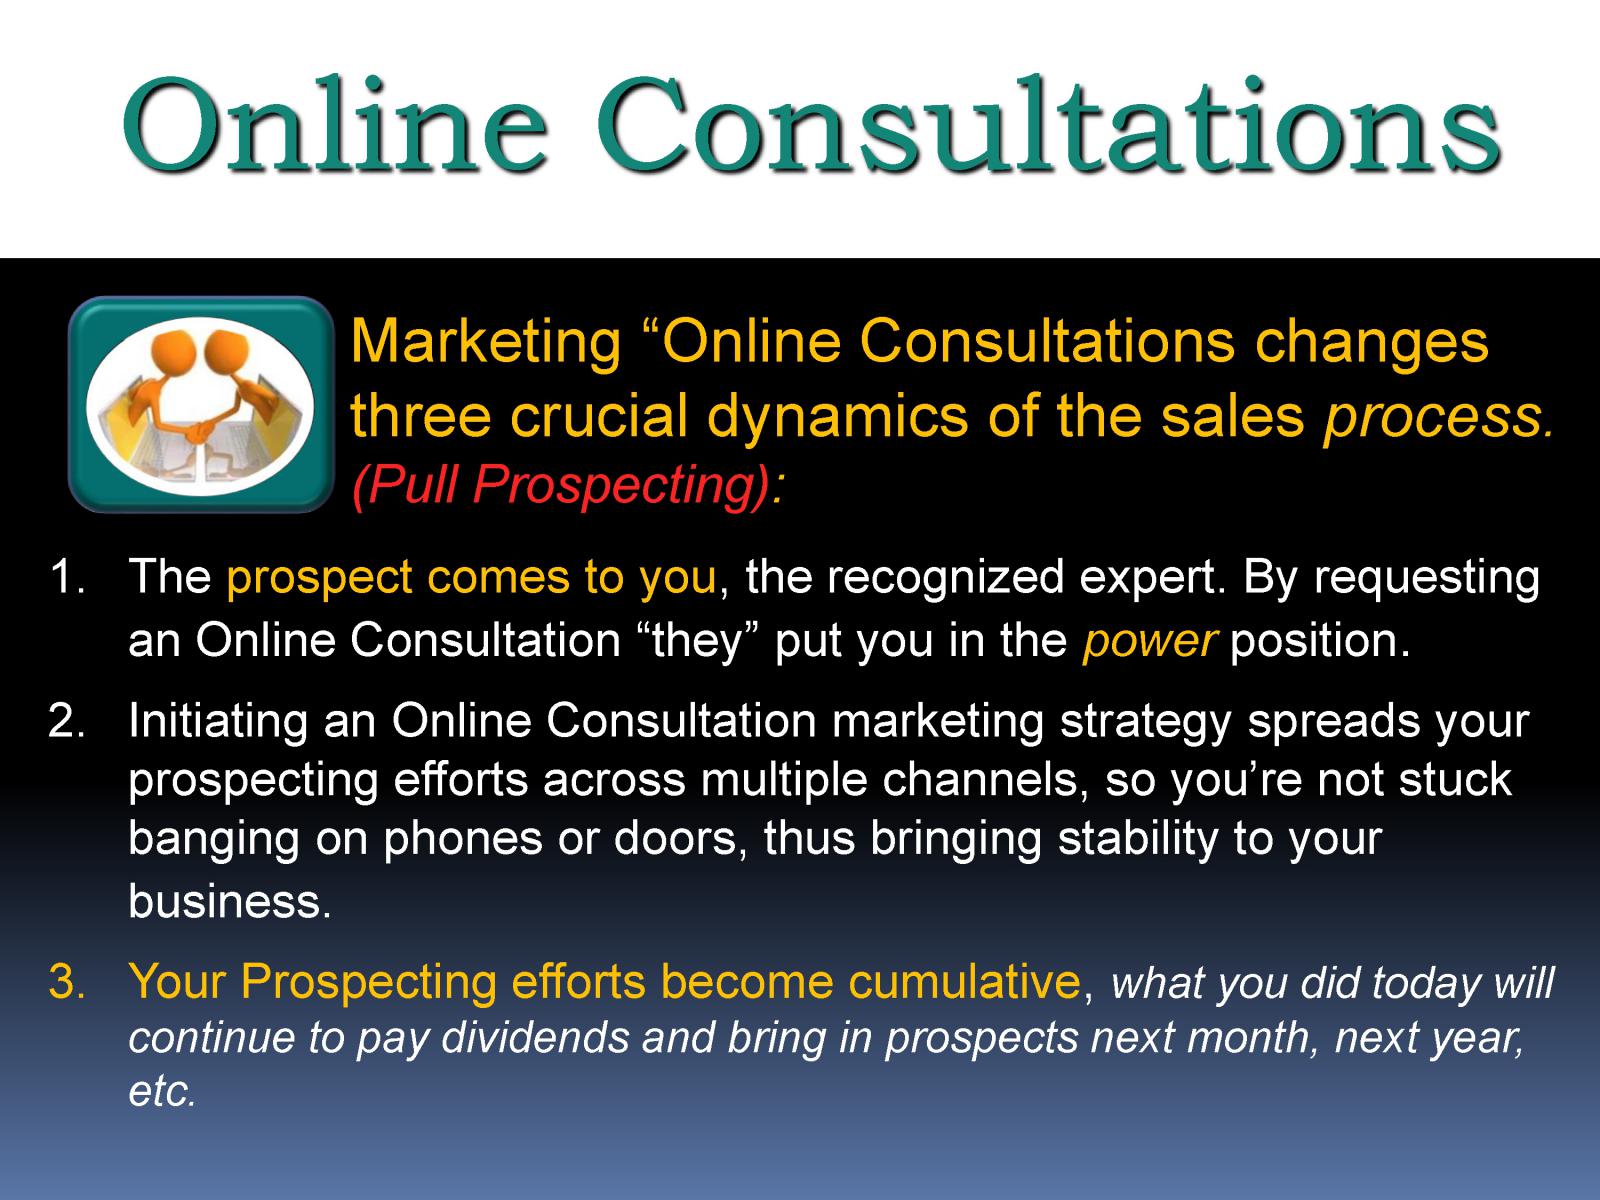 Online Consultations
Marketing “Online Consultations changes
three crucial dynamics of the sales process.
(Pull Prospecting):
1. The prospect comes to you, the recognized expert. By requesting
an Online Consultation “they” put you in the power position.
2. Initiating an Online Consultation marketing strategy spreads your
prospecting efforts across multiple channels, so you’re not stuck
banging on phones or doors, thus bringing stability to your
business.
3. Your Prospecting efforts become cumulative, what you did today will
continue to pay dividends and bring in prospects next month, next year,
etc.